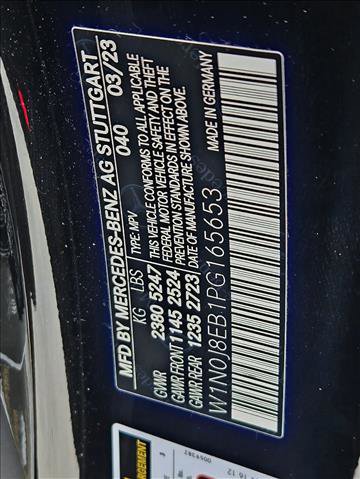 MFD BY MERCEDES-BENZ AG STUTTGART
040 03/23
KG LBS TYPE: MPV
GVWR 2380 5247 THIS VEHICLE CONFORMS TO ALL APPLICABLE
GAWR FRONT 1145 2524 FEDERAL MOTOR VEHICLE SAFETY AND THEFT
GAWR REAR 1235 2723 PREVENTION STANDARDS IN EFFECT ON THE
DATE OF MANUFACTURE SHOWN ABOVE.
W1N0J8EB1PG165653 MADE IN GERMANY